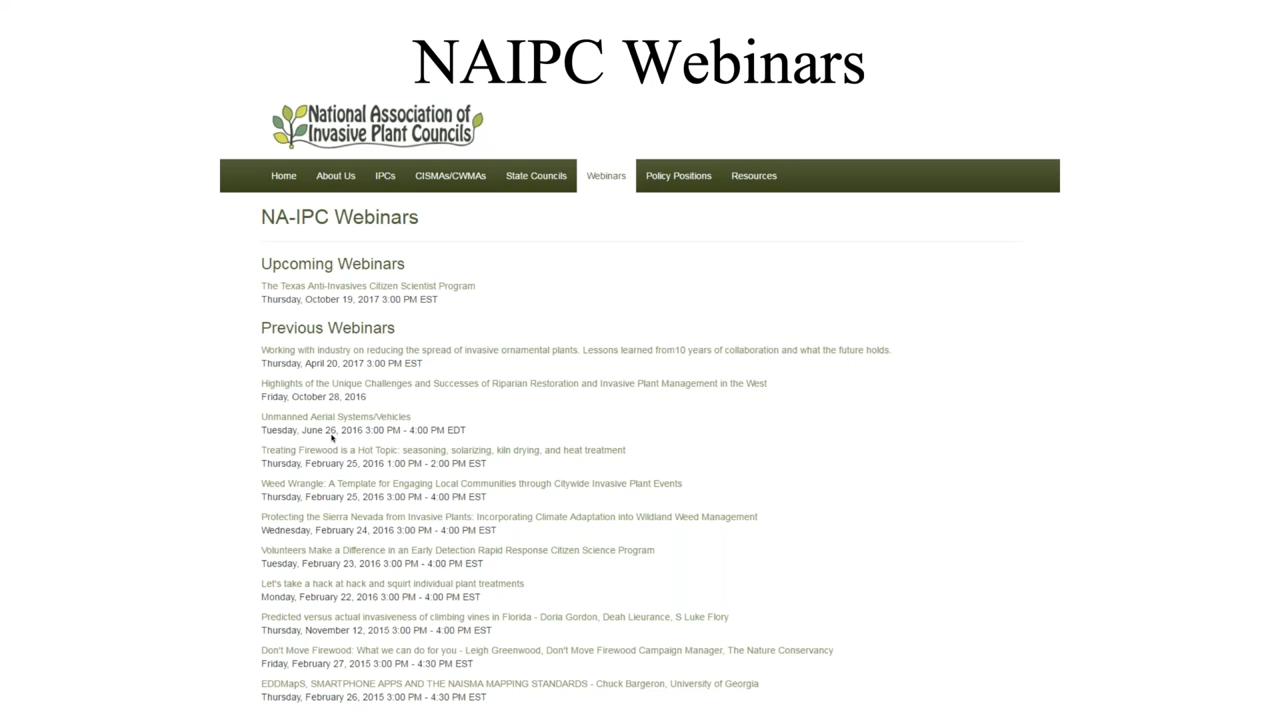 NAIPC Webinars
National Association of
Invasive Plant Councils
Home About Us IPCs CISMAs/CWMAs State Councils Webinars Policy Positions Resources
NA-IPC Webinars
Upcoming Webinars
The Texas Anti-Invasives Citizen Scientist Program
Thursday, October 19, 2017 3:00 PM EST
Previous Webinars
Working with industry on reducing the spread of invasive ornamental plants. Lessons learned from10 years of collaboration and what the future holds.
Thursday, April 20, 2017 3:00 PM EST
Highlights of the Unique Challenges and Successes of Riparian Restoration and Invasive Plant Management in the West
Friday, October 28, 2016
Unmanned Aerial Systems/Vehicles
Tuesday, June 26, 2016 3:00 PM - 4:00 PM EDT
Treating Firewood is a Hot Topic: seasoning, solarizing, kiln drying, and heat treatment
Thursday, February 25, 2016 1:00 PM - 2:00 PM EST
Weed Wrangle: A Template for Engaging Local Communities through Citywide Invasive Plant Events
Thursday, February 25, 2016 3:00 PM - 4:00 PM EST
Protecting the Sierra Nevada from Invasive Plants: Incorporating Climate Adaptation into Wildland Weed Management
Wednesday, February 24, 2016 3:00 PM - 4:00 PM EST
Volunteers Make a Difference in an Early Detection Rapid Response Citizen Science Program
Tuesday, February 23, 2016 3:00 PM - 4:00 PM EST
Let's take a hack at hack and squirt individual plant treatments
Monday, February 22, 2016 3:00 PM - 4:00 PM EST
Predicted versus actual invasiveness of climbing vines in Florida - Doria Gordon, Deah Lieurance, S Luke Flory
Thursday, November 12, 2015 3:00 PM - 4:00 PM EST
Don't Move Firewood: What we can do for you - Leigh Greenwood, Don't Move Firewood Campaign Manager, The Nature Conservancy
Friday, February 27, 2015 3:00 PM - 4:30 PM EST
EDDMapS, SMARTPHONE APPS AND THE NAISMA MAPPING STANDARDS - Chuck Bargeron, University of Georgia
Thursday, February 26, 2015 3:00 PM - 4:30 PM EST